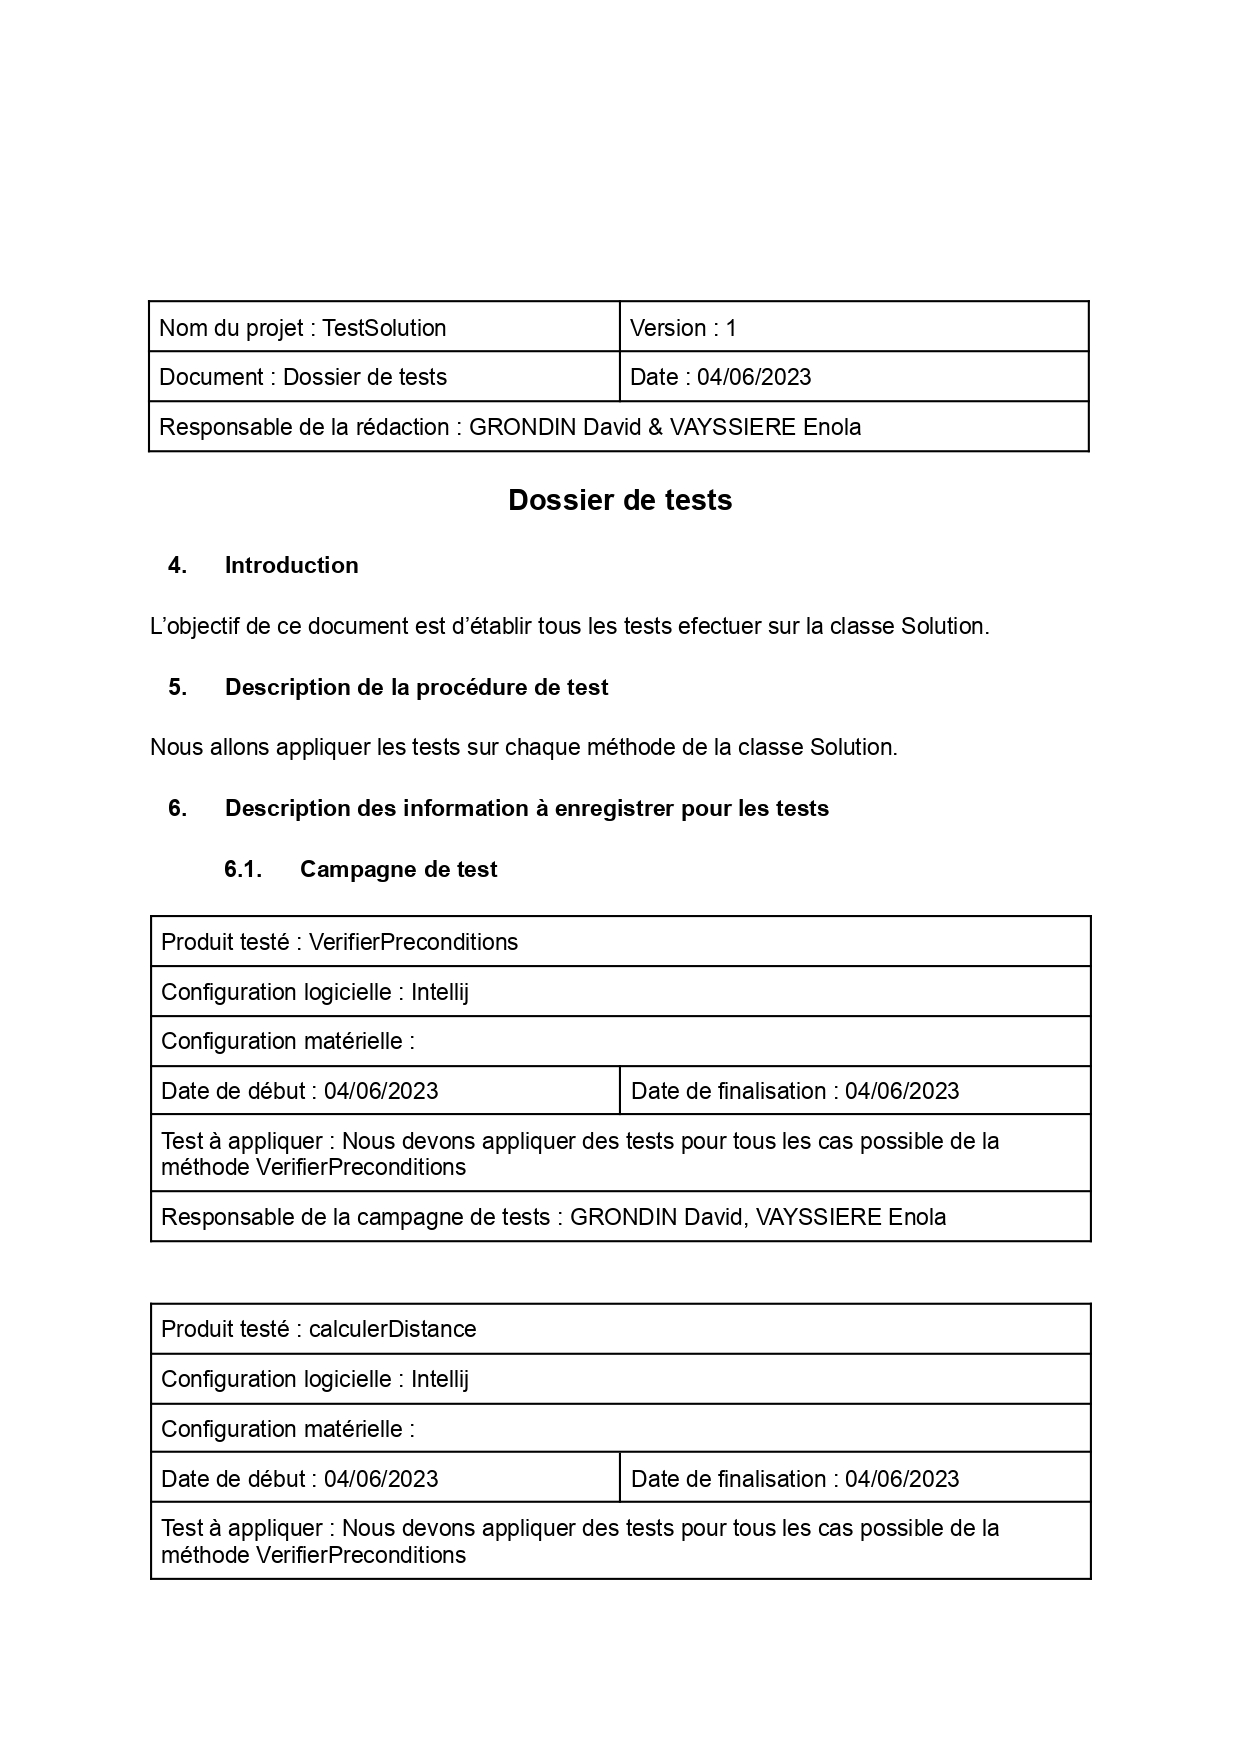 Nom du projet : TestSolution
Version : 1
Document : Dossier de tests
Date : 04/06/2023
Responsable de la rédaction : GRONDIN David & VAYSSIERE Enola
Dossier de tests
4. Introduction
L’objectif de ce document est d’établir tous les tests efectuer sur la classe Solution.
5. Description de la procédure de test
Nous allons appliquer les tests sur chaque méthode de la classe Solution.
6. Description des information à enregistrer pour les tests
6.1. Campagne de test
Produit testé : VerifierPreconditions
Configuration logicielle : Intellij
Configuration matérielle :
Date de début : 04/06/2023
Date de finalisation : 04/06/2023
Test à appliquer : Nous devons appliquer des tests pour tous les cas possible de la
méthode VerifierPreconditions
Responsable de la campagne de tests : GRONDIN David, VAYSSIERE Enola
Produit testé : calculerDistance
Configuration logicielle : Intellij
Configuration matérielle :
Date de début : 04/06/2023
Date de finalisation : 04/06/2023
Test à appliquer : Nous devons appliquer des tests pour tous les cas possible de la
méthode VerifierPreconditions